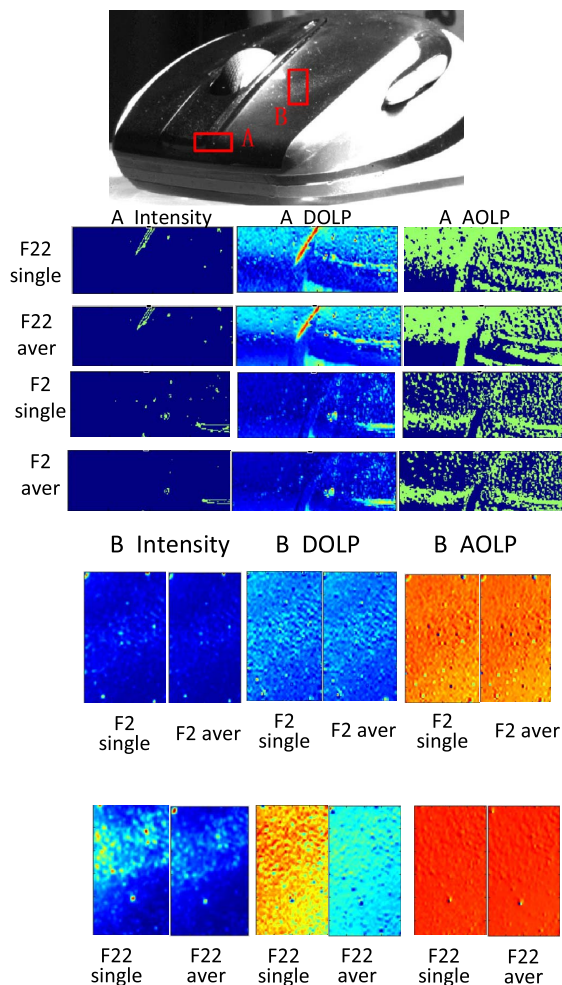 A
B
A Intensity
A DOLP
A AOLP
F22
single
F22
aver
F2
single
F2
aver
B Intensity
B DOLP
B AOLP
F2
single
F2 aver
F2
single
F2 aver
F2
single
F2 aver
F22
single
F22
aver
F22
single
F22
aver
F22
single
F22
aver